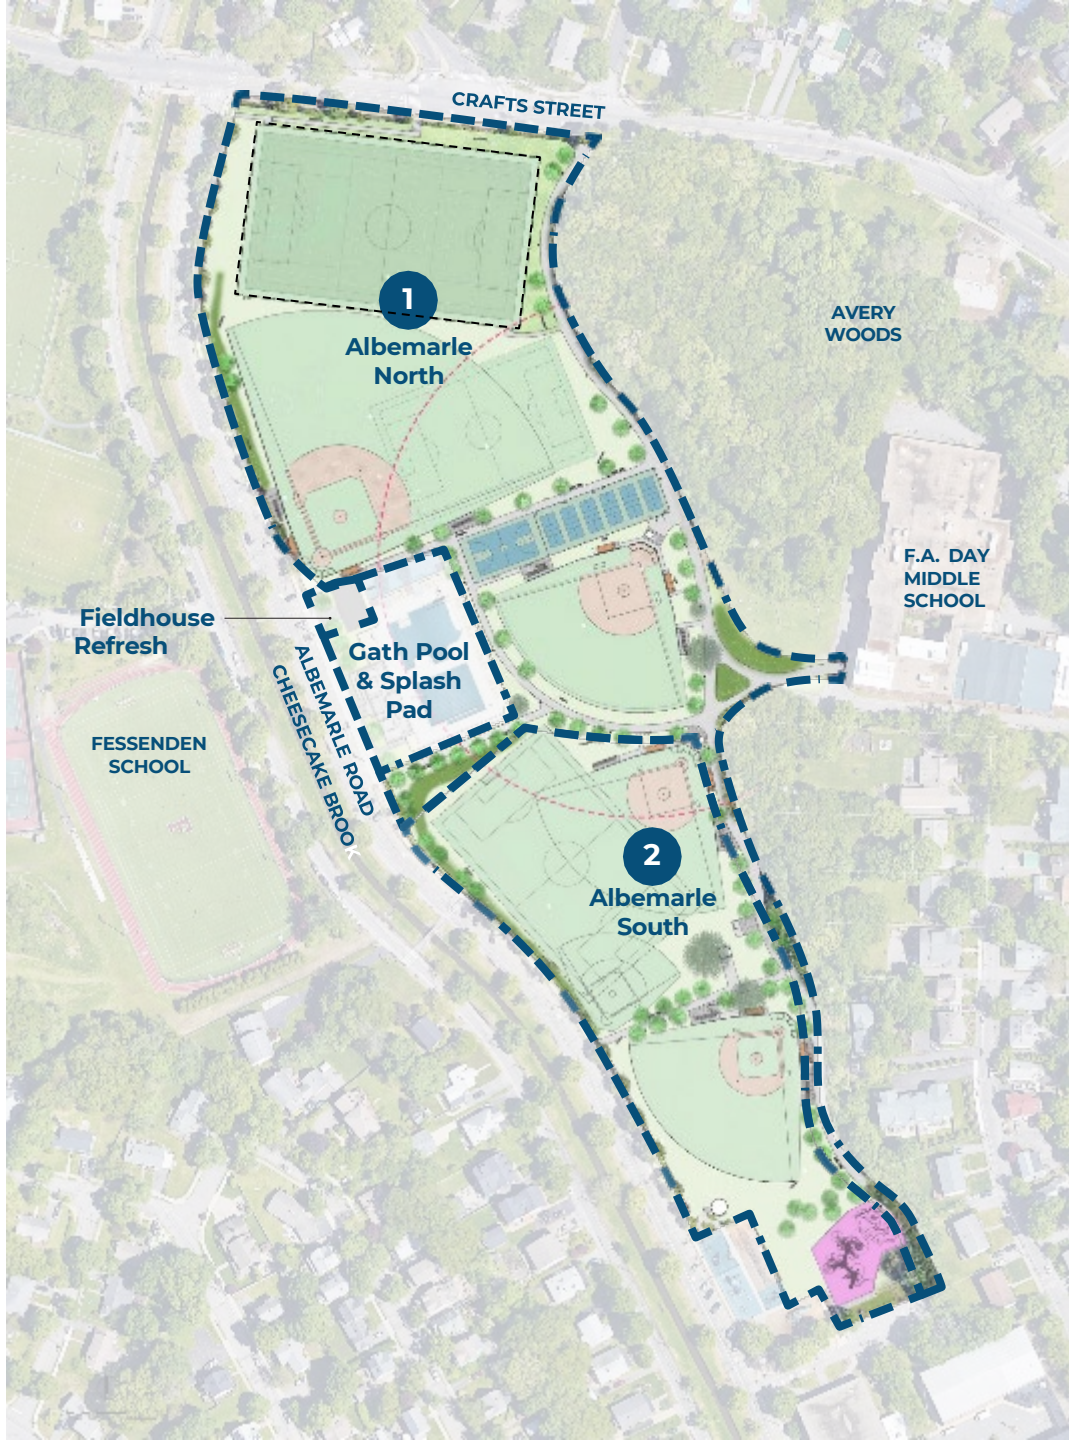 CRAFTS STREET
AVERY
WOODS
1
Albemarle
North
F.A. DAY
MIDDLE
SCHOOL
Fieldhouse
Refresh
Gath Pool
& Splash
Pad
ALBEMARLE ROAD
CHEESECAKE BROOK
FESSENDEN
SCHOOL
2
Albemarle
South